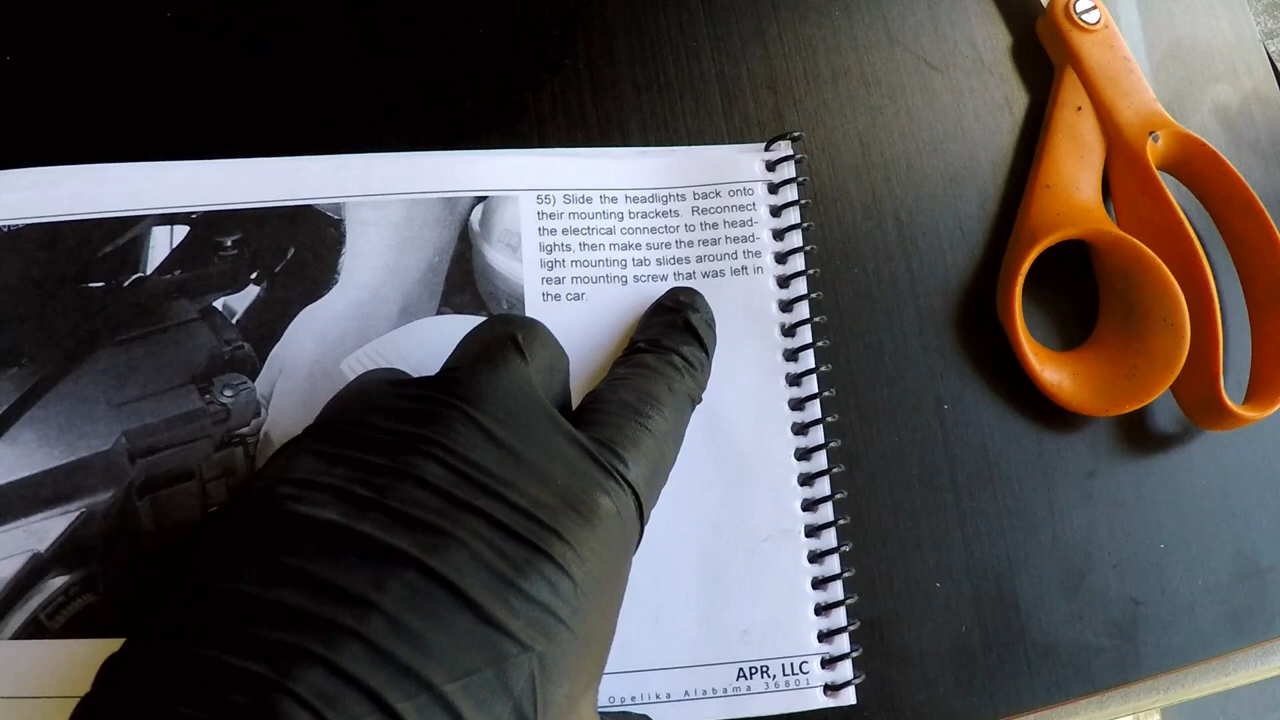 55) Slide the headlights back onto
their mounting brackets. Reconnect
the electrical connector to the head-
lights, then make sure the rear head-
light mounting tab slides around the
rear mounting screw that was left in
the car.
APR, LLC
Opelika Alabama 36801